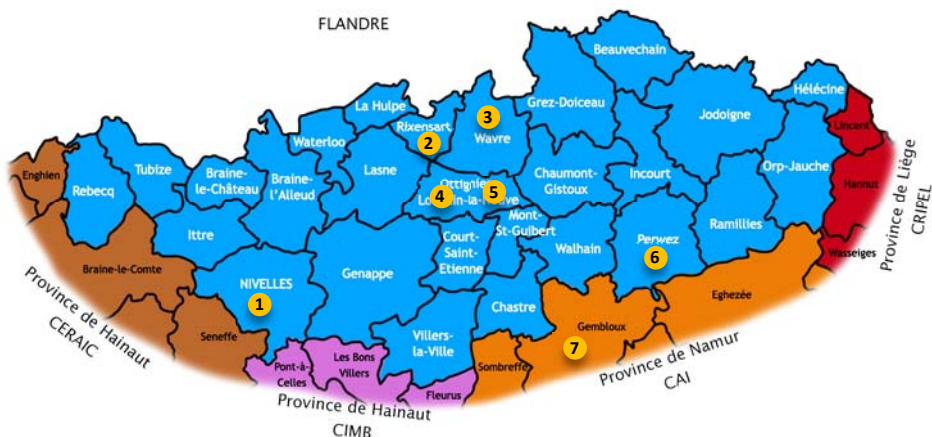 FLANDRE
Beauvechain
La Hulpe
Grez-Doiceau
Hélécine
Jodoigne
Rixensart
3
2
Wavre
Waterloo
Lincent
Enghien
Tubize
Braine-
le-Château
Braine-
l'Alleud
Lasne
Chaumont-
Gistoux
Incourt
Orp-Jauche
Hannut
Rebecq
4
5
Mont-
St-Guibert
Ramillies
Ittre
Court-
Saint-
Etienne
Walhain
Perwez
6
Wasseiges
Braine-le-Comte
NIVELLES
1
Genappe
Eghezée
Chastre
Seneffe
Villers-
la-Ville
Gembloux
7
Pont-à-
Celles
Les Bons
Villers
Fleurus
Sombreffe
Province de Hainaut
CERAIC
Province de Hainaut
CIMB
Province de Namur
CAI
Province de Liège
CRIPEL